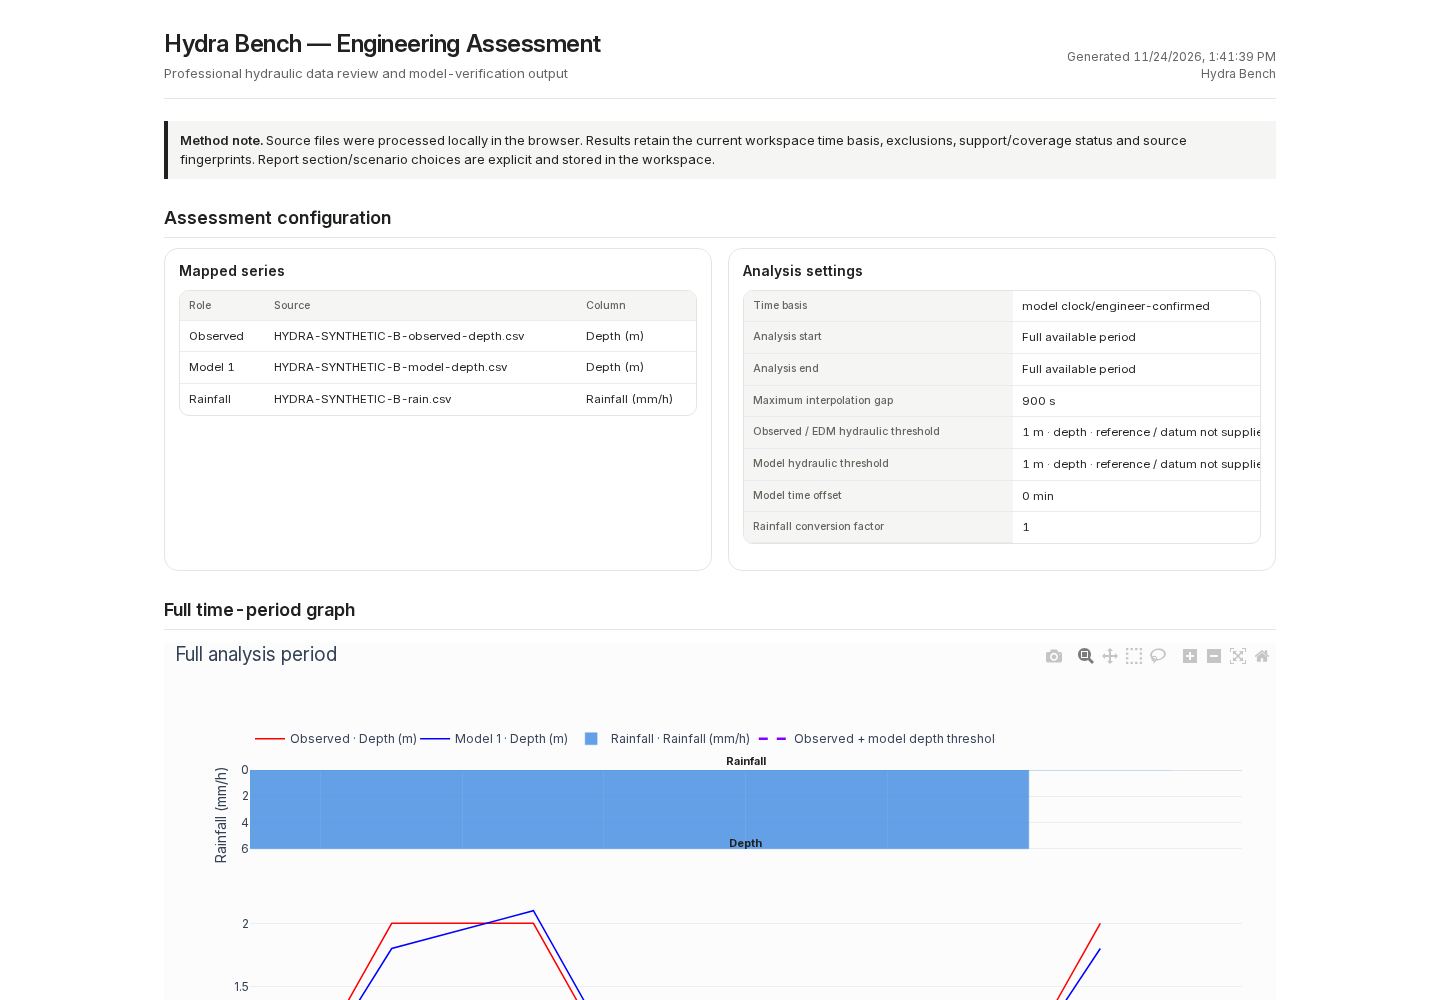 Hydra Bench — Engineering Assessment
Professional hydraulic data review and model-verification output
Generated 11/24/2026, 1:41:39 PM
Hydra Bench
Method note. Source files were processed locally in the browser. Results retain the current workspace time basis, exclusions, support/coverage status and source
fingerprints. Report section/scenario choices are explicit and stored in the workspace.
Assessment configuration
Mapped series
Role Source Column
Observed HYDRA-SYNTHETIC-B-observed-depth.csv Depth (m)
Model 1 HYDRA-SYNTHETIC-B-model-depth.csv Depth (m)
Rainfall HYDRA-SYNTHETIC-B-rain.csv Rainfall (mm/h)
Analysis settings
Time basis model clock/engineer-confirmed
Analysis start Full available period
Analysis end Full available period
Maximum interpolation gap 900 s
Observed / EDM hydraulic threshold 1 m · depth · reference / datum not supplie
Model hydraulic threshold 1 m · depth · reference / datum not supplie
Model time offset 0 min
Rainfall conversion factor 1
Full time-period graph
Full analysis period
Observed · Depth (m) Model 1 · Depth (m) Rainfall · Rainfall (mm/h) Observed + model depth threshol
Rainfall
Rainfall (mm/h)
0
2
4
6
Depth
2
1.5